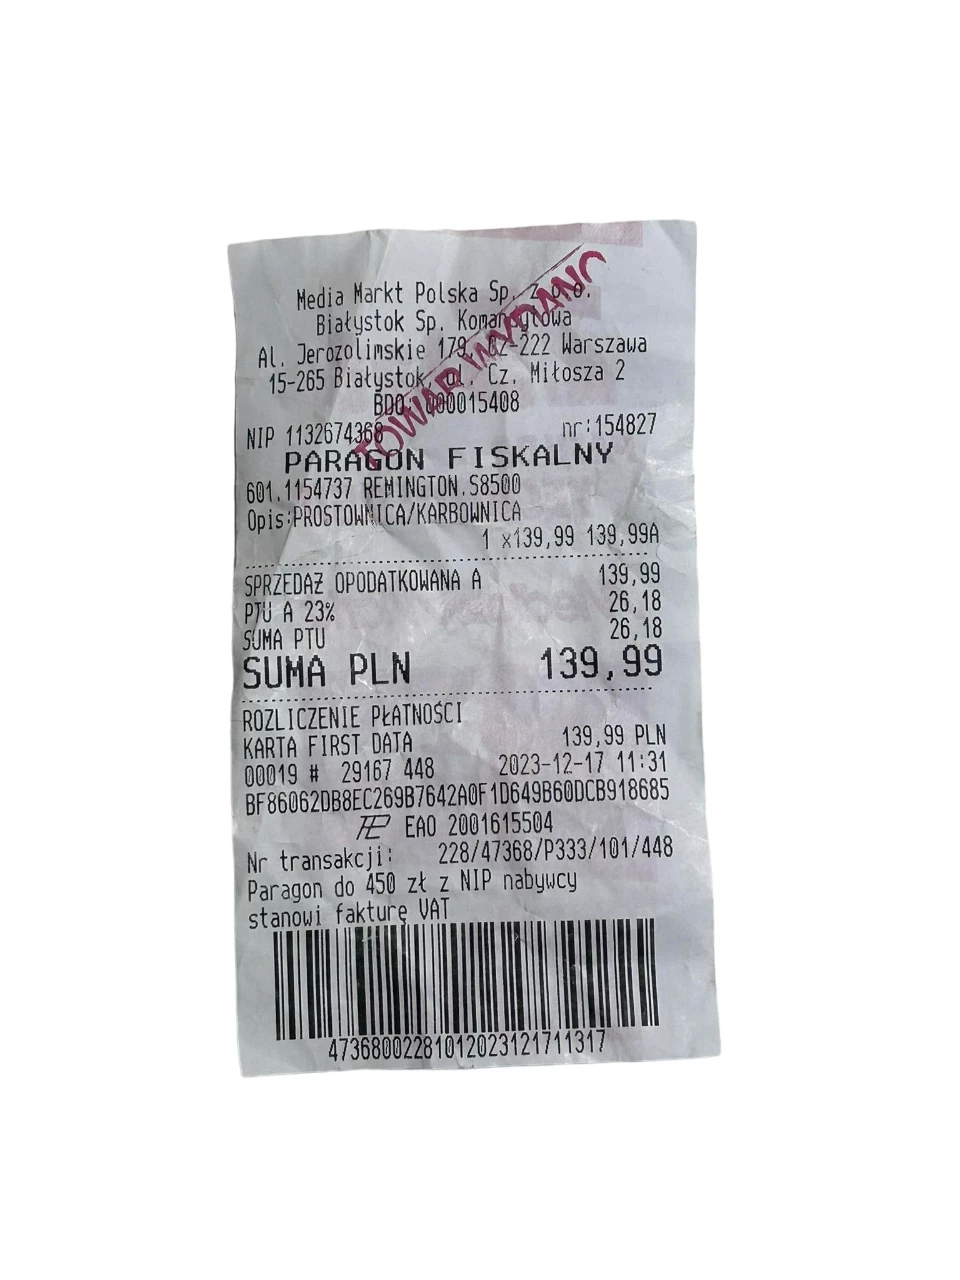 Media Markt Polska Sp. z o.o.
Białystok Sp. Komandytowa
Al. Jerozolimskie 179, 02-222 Warszawa
15-265 Białystok, ul. Cz. Miłosza 2
BDO: 000015408
NIP 1132674368 nr:154827
TOWAR WYDANO
PARAGON FISKALNY
601.1154737 REMINGTON.S8500
Opis:PROSTOWNICA/KARBOWNICA
1 x139,99 139,99A
SPRZEDAŻ OPODATKOWANA A 139,99
PTU A 23% 26,18
SUMA PTU 26,18
SUMA PLN 139,99
ROZLICZENIE PŁATNOŚCI
KARTA FIRST DATA 139,99 PLN
00019 # 29167 448 2023-12-17 11:31
BF86062DB8EC269B7642A0F1D649B60DCB918685
EAO 2001615504
Nr transakcji: 228/47368/P333/101/448
Paragon do 450 zł z NIP nabywcy
stanowi fakturę VAT
4736800228101202312171131​7